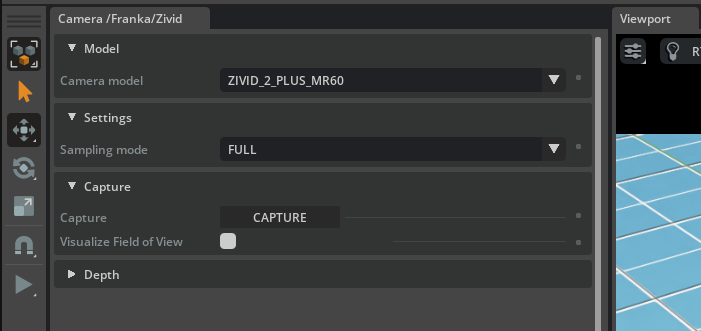 Camera /Franka/Zivid
Viewport
Model
Camera model
ZIVID_2_PLUS_MR60
Settings
Sampling mode
FULL
Capture
Capture
CAPTURE
Visualize Field of View
Depth